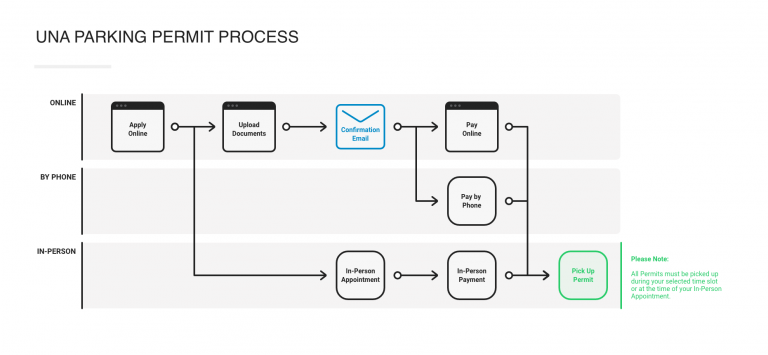 UNA PARKING PERMIT PROCESS
ONLINE
Apply
Online
Upload
Documents
Confirmation
Email
Pay
Online
BY PHONE
Pay by
Phone
IN-PERSON
In-Person
Appointment
In-Person
Payment
Pick Up
Permit
Please Note:
All Permits must be picked up
during your selected time slot
or at the time of your In-Person
Appointment.